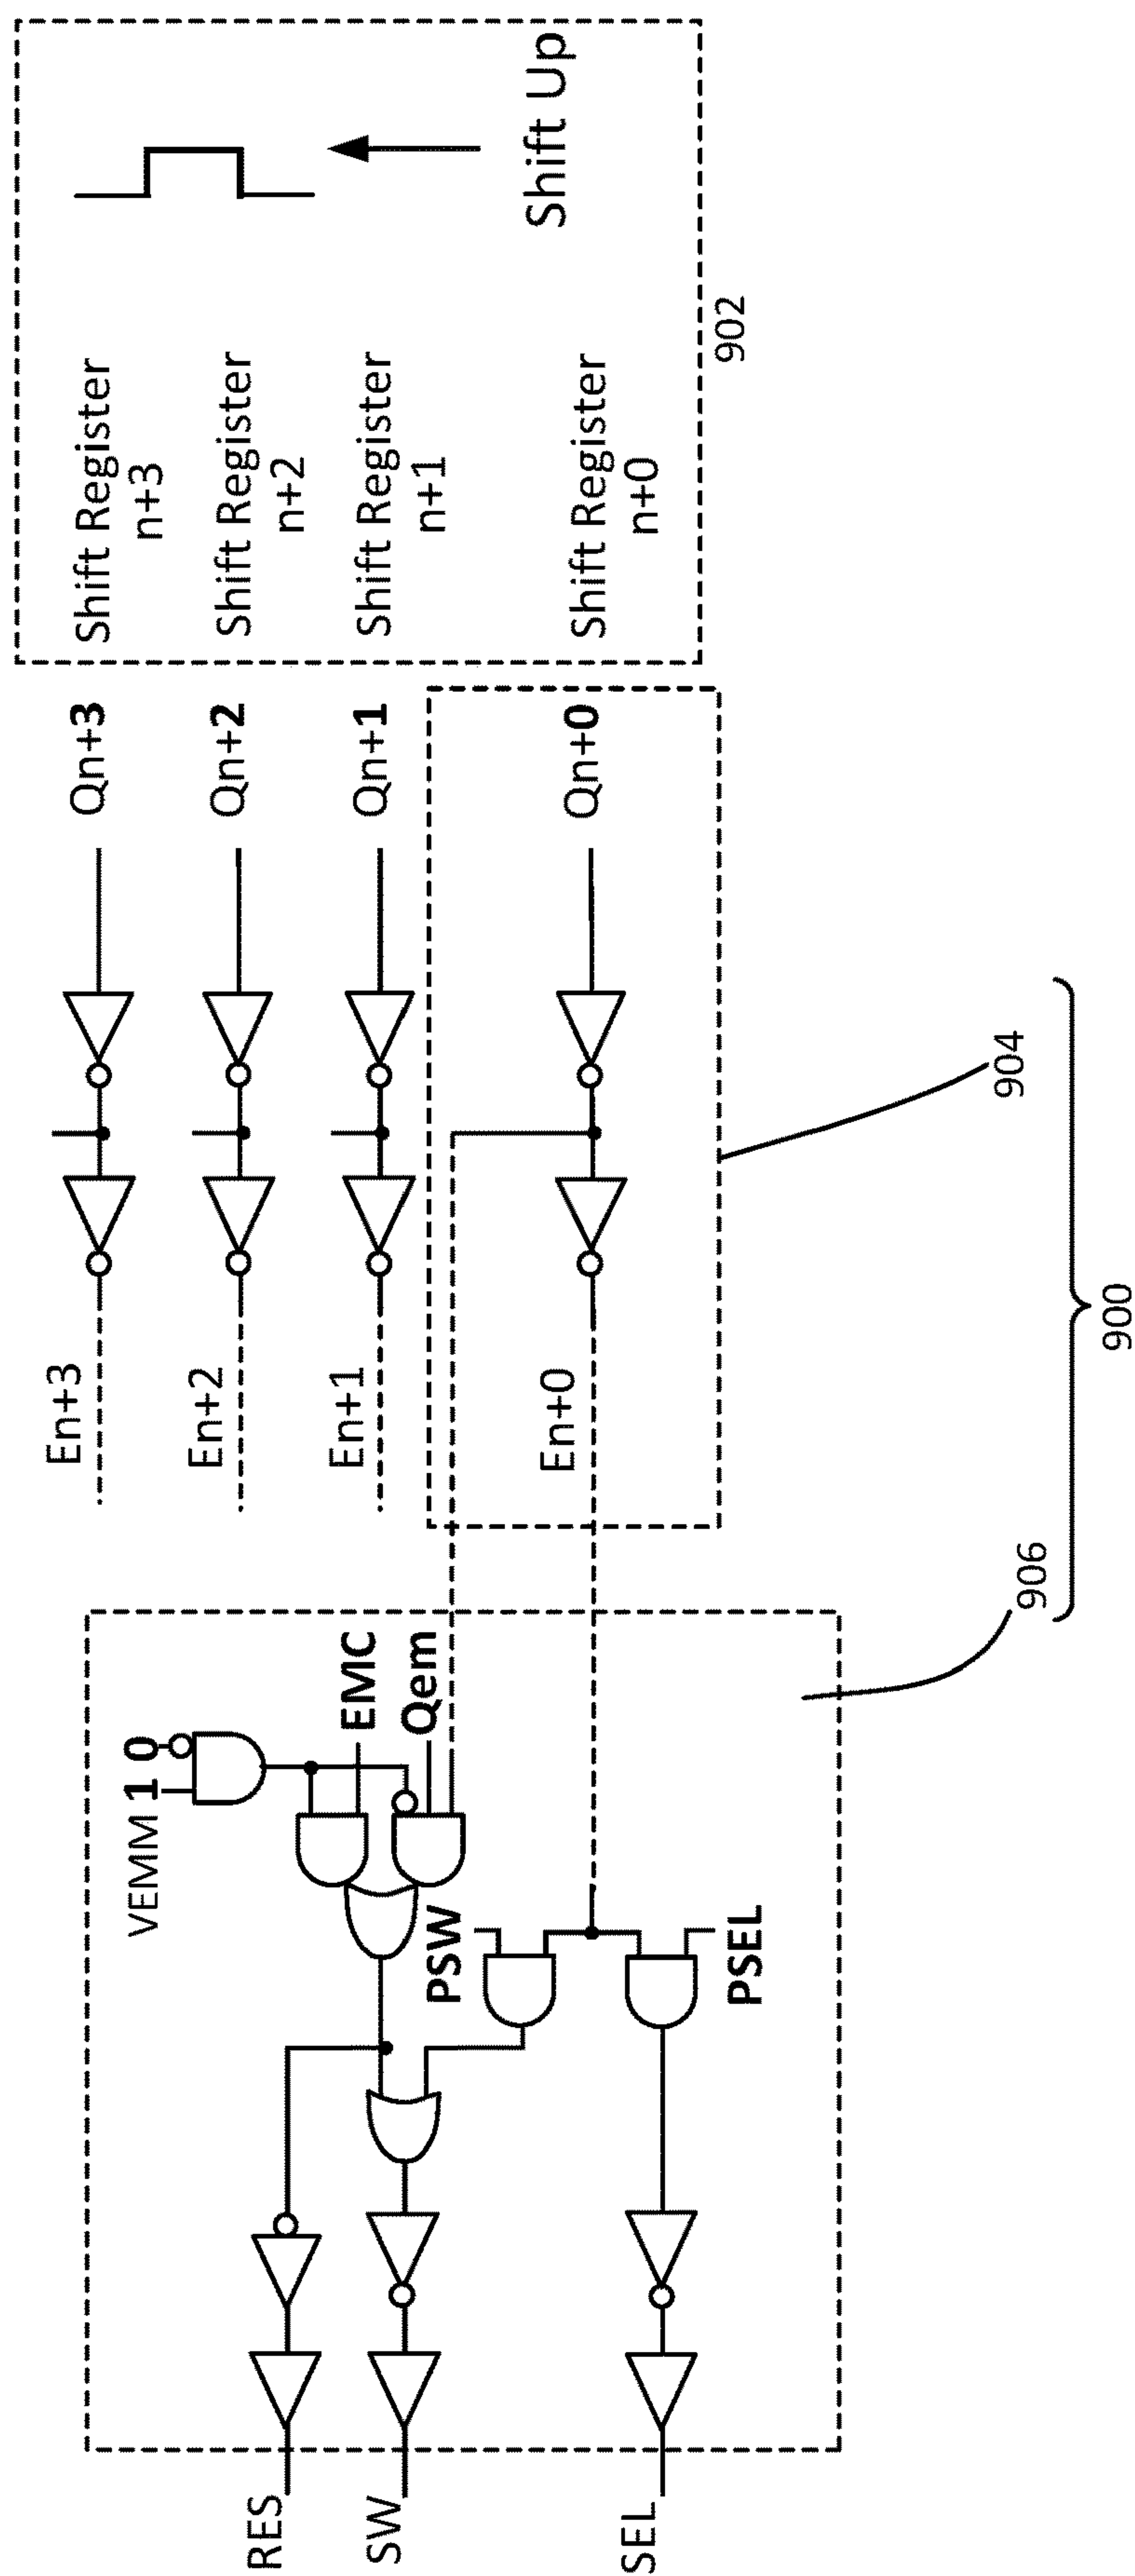 Shift Register
n+3
Shift Register
n+2
Shift Register
n+1
Shift Register
n+0
Shift Up
902
Qn+3
Qn+2
Qn+1
Qn+0
En+3
En+2
En+1
En+0
904
VEMM 1 0
EMC
Qem
PSW
PSEL
906
900
RES
SW
SEL